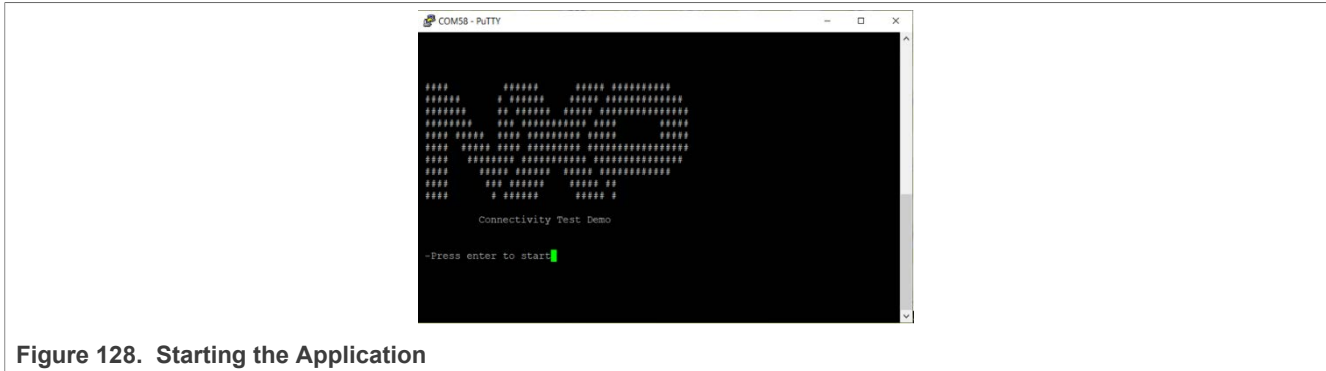 COM58 - PuTTY
####          ######      ##### ##########
######      # ######    ##### #############
#######     ## ######  ##### ###############
########    ### ########### ####       #####
#### #####  #### ######### #####       #####
####  ##### #### ######### #################
####   ######## ########### ###############
####     ##### ######  ##### ############
####      ### ######    ##### ##
####       # ######      ##### #
Connectivity Test Demo
-Press enter to start
Figure 128. Starting the Application